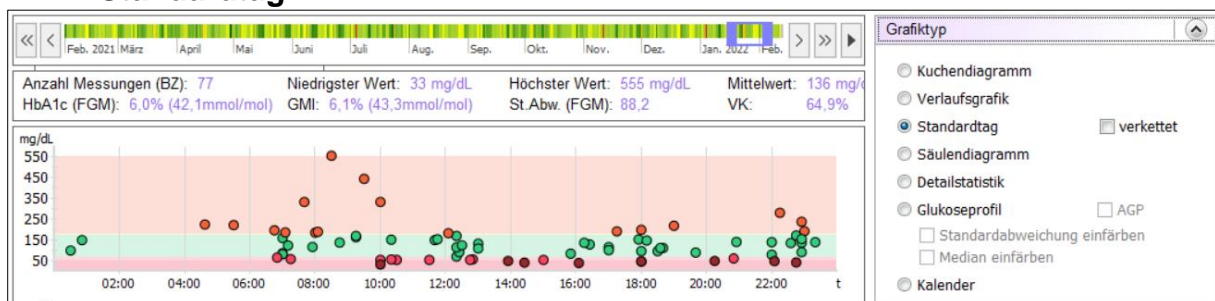 Standardtag
Feb. 2021 März April Mai Juni Juli Aug. Sep. Okt. Nov. Dez. Jan. 2022 Feb.
Anzahl Messungen (BZ): 77 Niedrigster Wert: 33 mg/dL Höchster Wert: 555 mg/dL Mittelwert: 136 mg/
HbA1c (FGM): 6,0% (42,1mmol/mol) GMI: 6,1% (43,3mmol/mol) St.Abw. (FGM): 88,2 VK: 64,9%
mg/dL
550
450
350
250
150
50
02:00 04:00 06:00 08:00 10:00 12:00 14:00 16:00 18:00 20:00 22:00 t
Grafiktyp
Kuchendiagramm
Verlaufsgrafik
Standardtag verkettet
Säulendiagramm
Detailstatistik
Glukoseprofil AGP
Standardabweichung einfärben
Median einfärben
Kalender